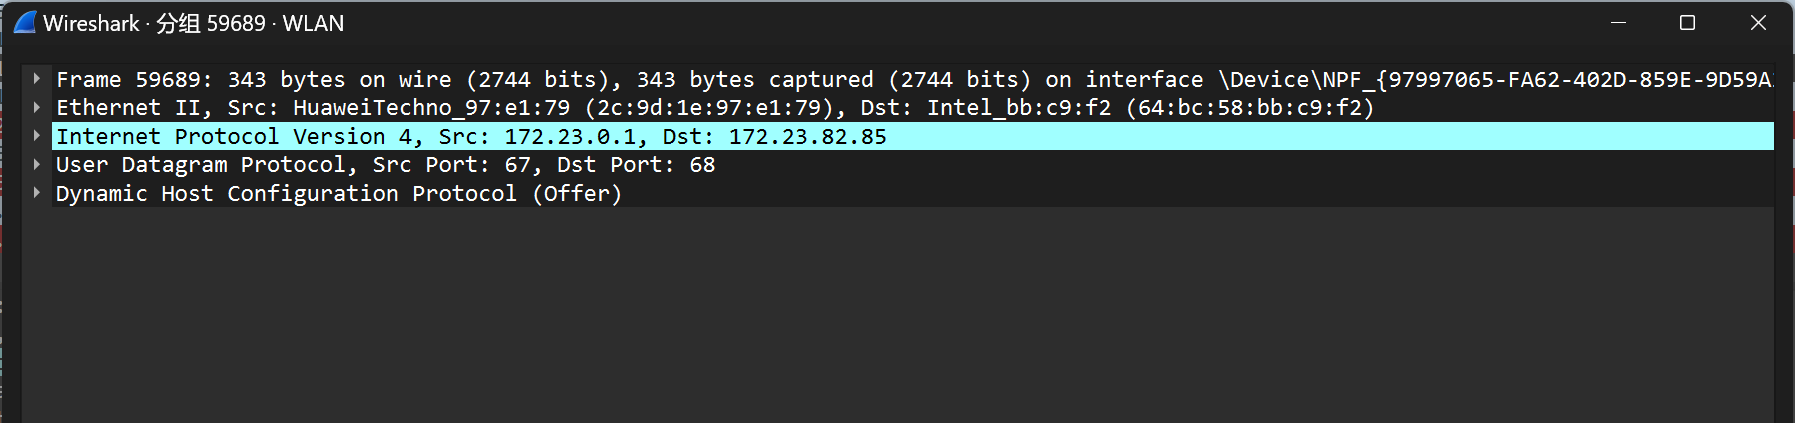 Wireshark · 分组 59689 · WLAN
Frame 59689: 343 bytes on wire (2744 bits), 343 bytes captured (2744 bits) on interface \Device\NPF_{97997065-FA62-402D-859E-9D59A
Ethernet II, Src: HuaweiTechno_97:e1:79 (2c:9d:1e:97:e1:79), Dst: Intel_bb:c9:f2 (64:bc:58:bb:c9:f2)
Internet Protocol Version 4, Src: 172.23.0.1, Dst: 172.23.82.85
User Datagram Protocol, Src Port: 67, Dst Port: 68
Dynamic Host Configuration Protocol (Offer)